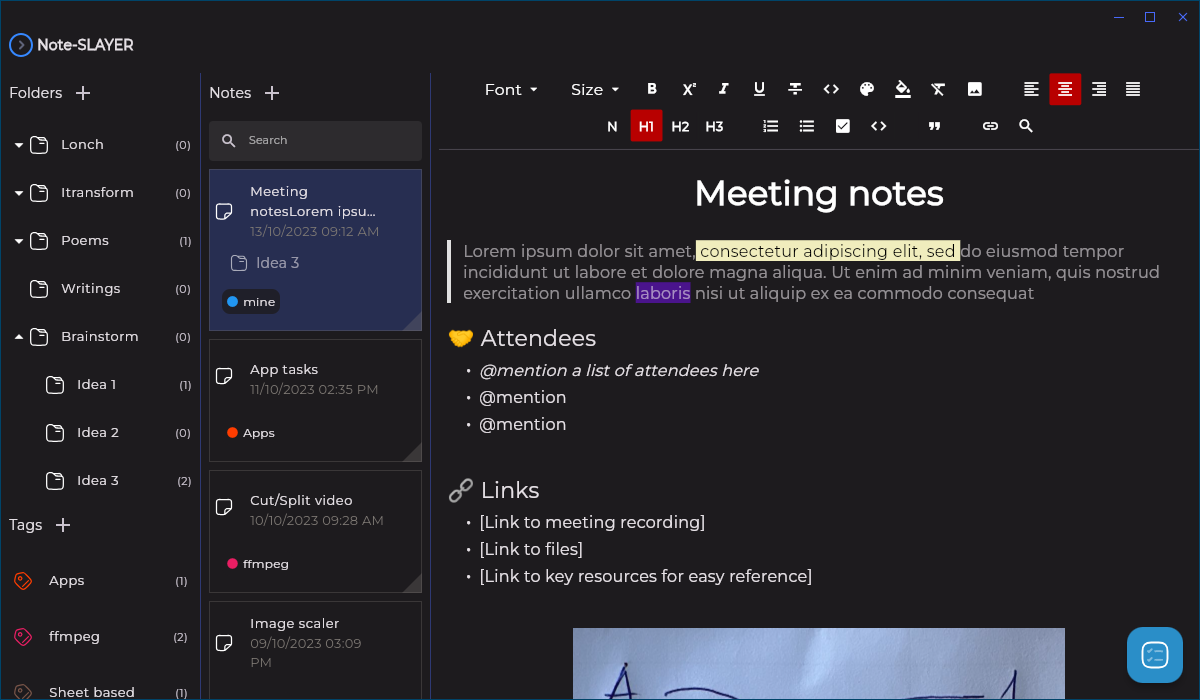 Note-SLAYER
Folders
Lonch (0)
Itransform (0)
Poems (1)
Writings (0)
Brainstorm (0)
Idea 1 (1)
Idea 2 (0)
Idea 3 (2)
Tags
Apps (1)
ffmpeg (2)
Sheet based (1)
Notes
Search
Meeting
notesLorem ipsu...
13/10/2023 09:12 AM
Idea 3
mine
App tasks
11/10/2023 02:35 PM
Apps
Cut/Split video
10/10/2023 09:28 AM
ffmpeg
Image scaler
09/10/2023 03:09
PM
Font Size B X² I U T
N H1 H2 H3
Meeting notes
Lorem ipsum dolor sit amet, consectetur adipiscing elit, sed do eiusmod tempor
incididunt ut labore et dolore magna aliqua. Ut enim ad minim veniam, quis nostrud
exercitation ullamco laboris nisi ut aliquip ex ea commodo consequat
🤝 Attendees
• @mention a list of attendees here
• @mention
• @mention
🔗 Links
• [Link to meeting recording]
• [Link to files]
• [Link to key resources for easy reference]
A